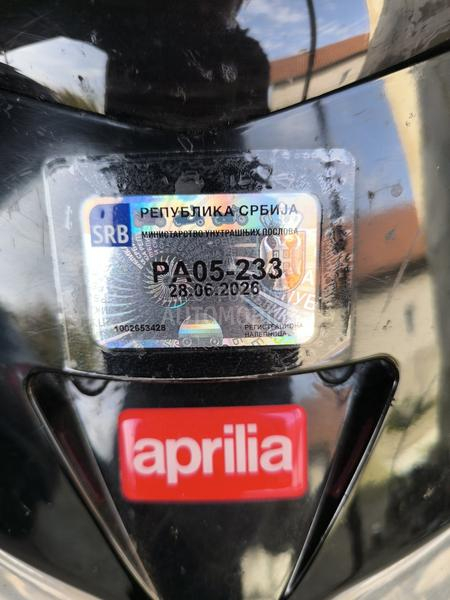 РЕПУБЛИКА СРБИЈА
SRB
МИНИСТАРСТВО УНУТРАШЊИХ ПОСЛОВА
PA05-233
28.06.2026
1002653428
РЕГИСТРАЦИОНА
НАЛЕПНИЦА
aprilia